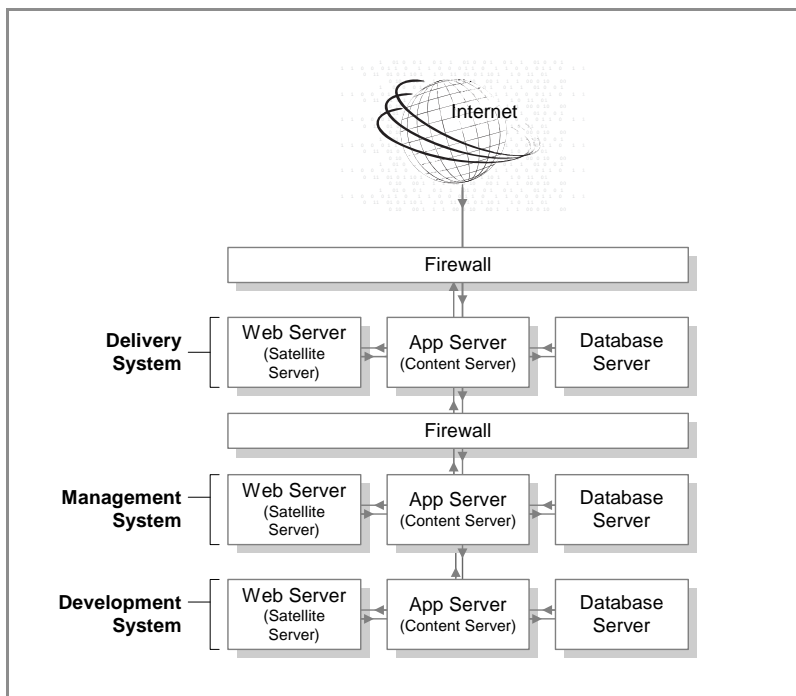 Internet
Firewall
Delivery
System
Web Server
(Satellite
Server)
App Server
(Content Server)
Database
Server
Firewall
Management
System
Web Server
(Satellite
Server)
App Server
(Content Server)
Database
Server
Development
System
Web Server
(Satellite
Server)
App Server
(Content Server)
Database
Server